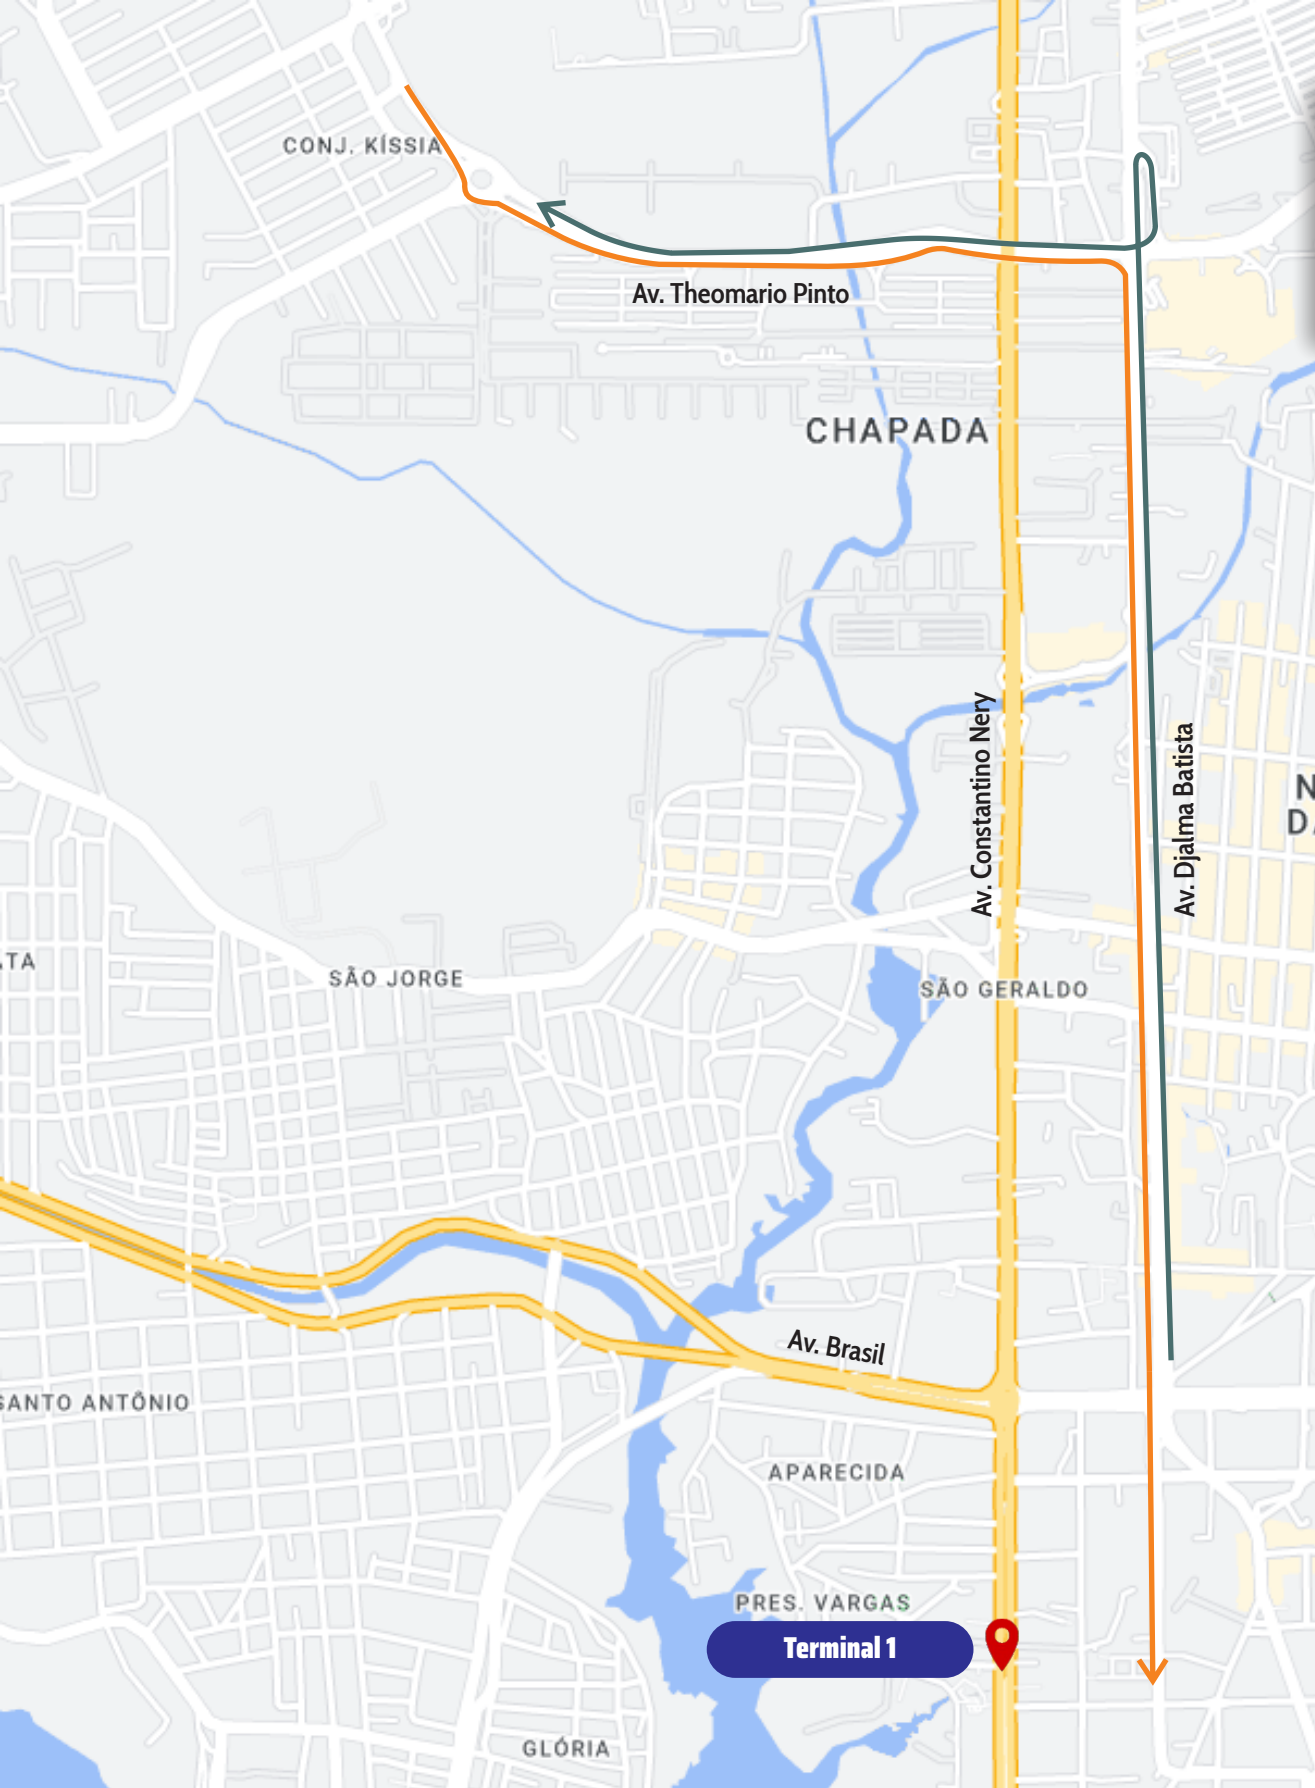 CONJ. KÍSSIA
Av. Theomario Pinto
CHAPADA
Av. Constantino Nery
Av. Djalma Batista
N
D
TA
SÃO JORGE
SÃO GERALDO
Av. Brasil
SANTO ANTÔNIO
APARECIDA
PRES. VARGAS
Terminal 1
GLÓRIA